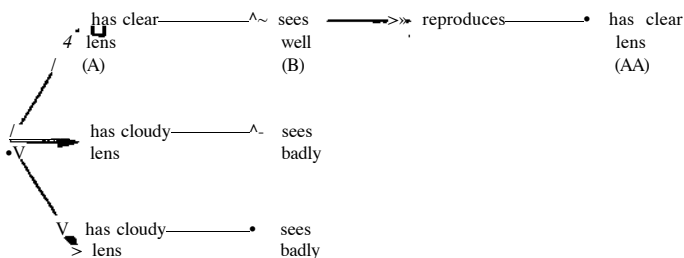 has clear sees reproduces has clear
lens well lens
(A) (B) (AA)
has cloudy sees
lens badly
has cloudy sees
lens badly